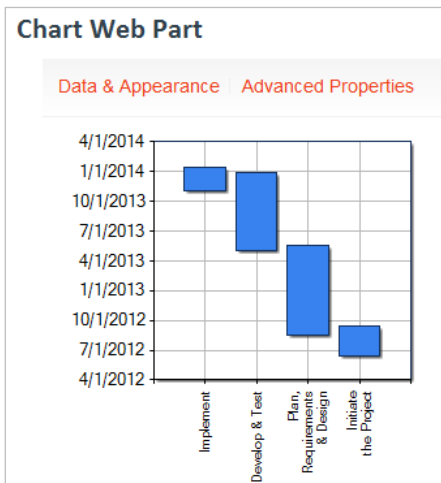 Chart Web Part
Data & Appearance
Advanced Properties
4/1/2014
1/1/2014
10/1/2013
7/1/2013
4/1/2013
1/1/2013
10/1/2012
7/1/2012
4/1/2012
Implement
Develop & Test
Plan,
Requirements
& Design
Initiate
the Project